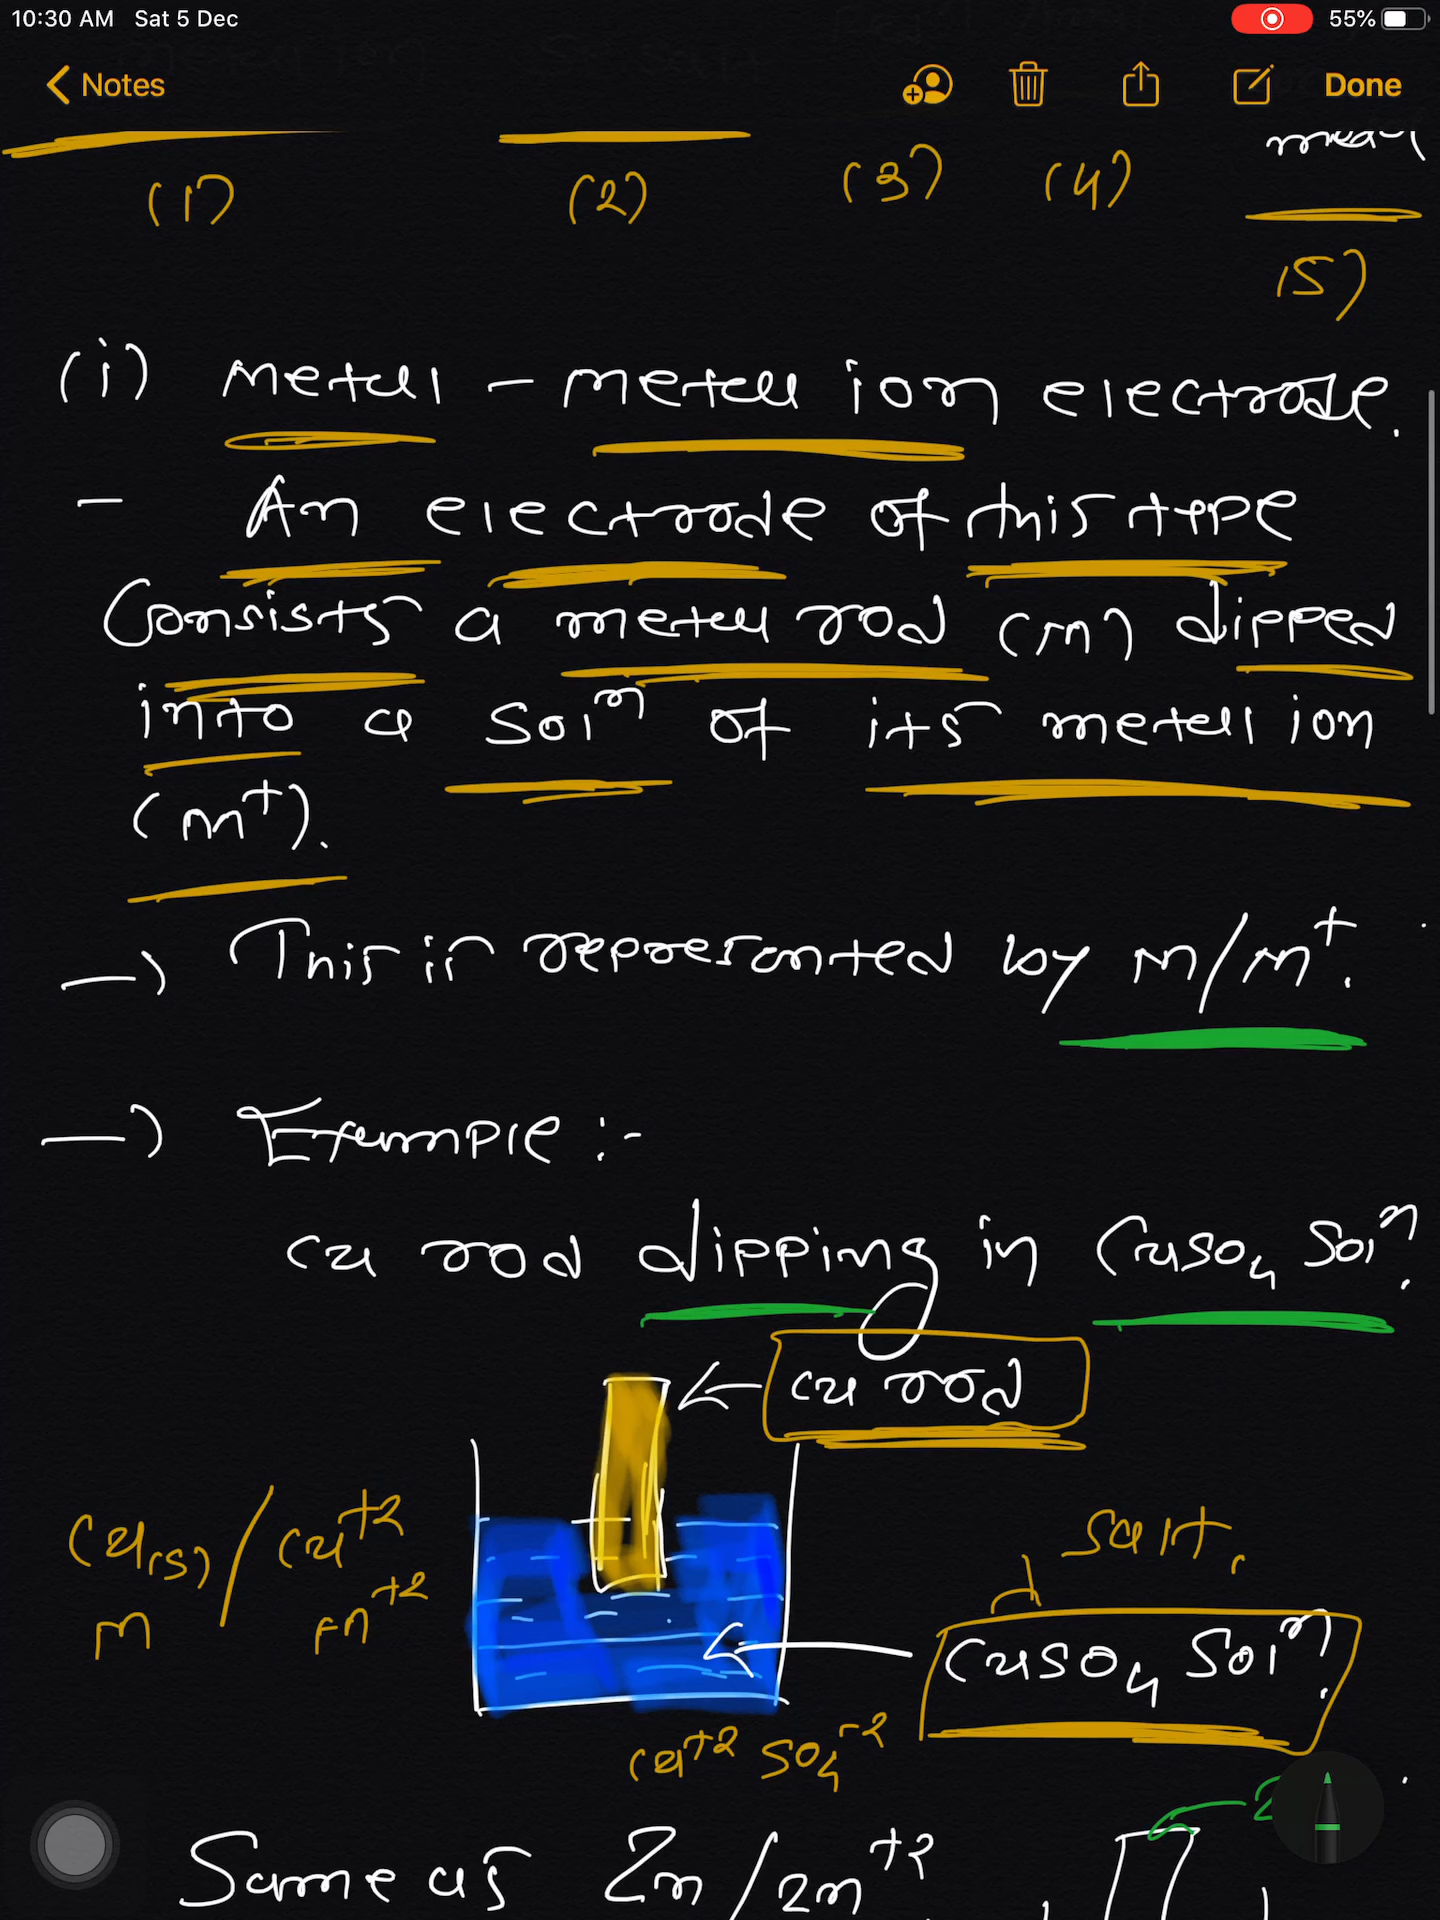 10:30 AM Sat 5 Dec
55%
Notes
Done
(1) (2) (3) (4)
(5)
(i) Metal - metal ion electrode.
- An electrode of this type
Consists a metal rod (m) dipped
into a solⁿ of its metal ion
(m⁺).
→ This is represented by M/M⁺.
→ Example :-
Cu rod dipping in CuSO₄ Solⁿ.
← Cu rod
Cu(s) / Cu⁺²
M
m⁺²
Salt.
CuSO₄ Solⁿ.
Cu⁺² SO₄⁻²
Same as Zn/Zn⁺²